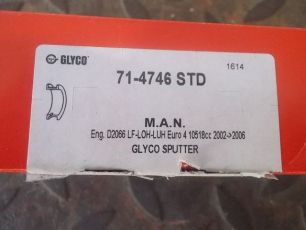 GLYCO
1614
71-4746 STD
M.A.N.
Eng. D2066 LF-LOH-LUH Euro 4 10518cc 2002->2006
GLYCO SPUTTER